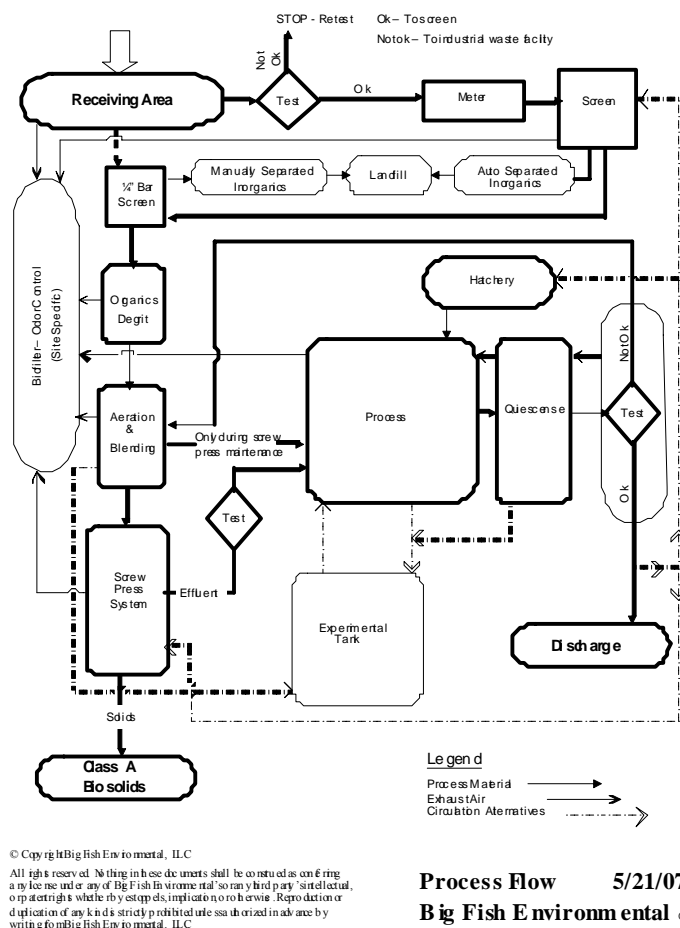 STOP - Retest Ok – To screen
Notok – To industrial waste facility
Not
Ok
Receiving Area
Test
Ok
Meter
Screen
¼" Bar
Screen
Manually Separated
Inorganics
Landfill
Auto Separated
Inorganics
Biofilter – Odor Control
(Site Specific)
Organics
Degrit
Hatchery
Not Ok
Process
Quiescense
Test
Aeration
&
Blending
Only during screw
press maintenance
Ok
Test
Screw
Press
System
Effluent
Experimental
Tank
Discharge
Solids
Class A
Biosolids
Legend
Process Material
Exhaust Air
Circulation Alternatives
© Copyright Big Fish Environmental, LLC
All rights reserved. Nothing in these documents shall be construed as conferring
any license under any of Big Fish Environmental's or any third party's intellectual,
or patent rights whether by estoppels, implication, or otherwise. Reproduction or
duplication of any kind is strictly prohibited unless authorized in advance by
writing from Big Environmental, LLC
Process Flow 5/21/07
Big Fish Environmental ©